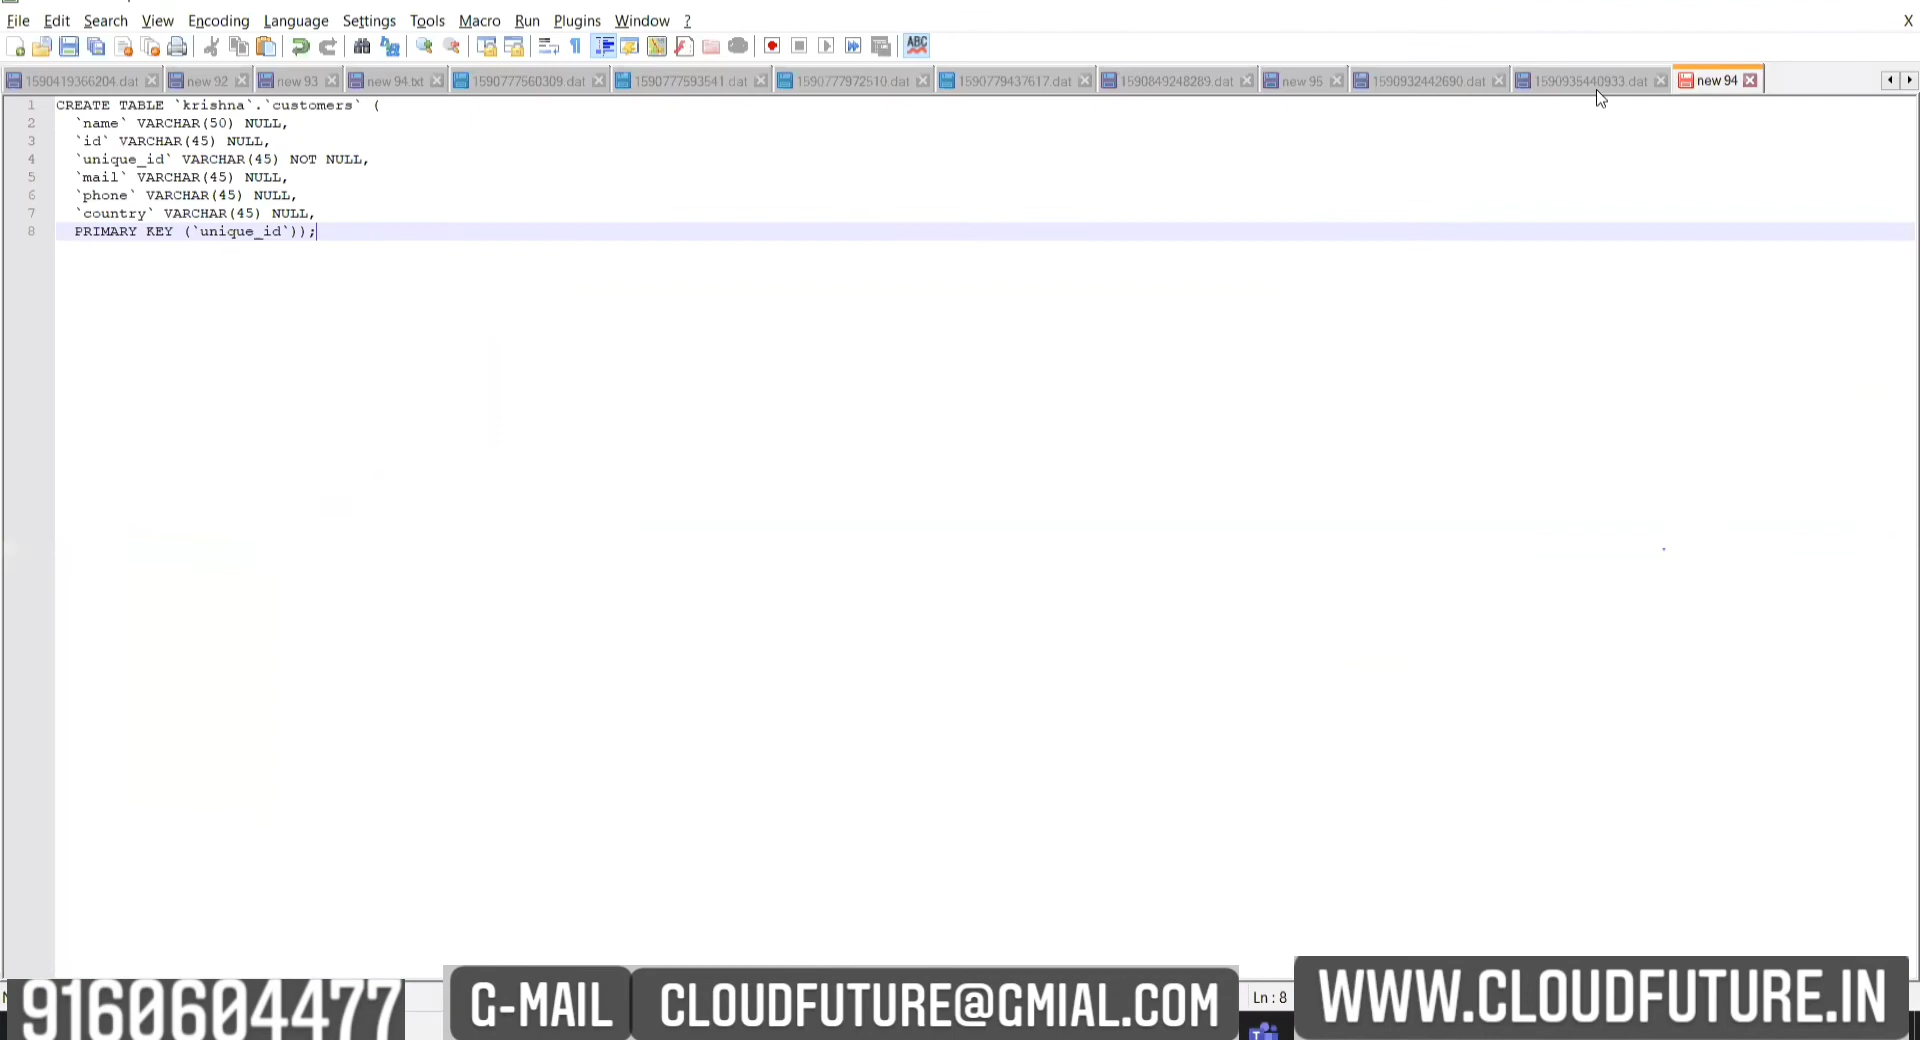 File Edit Search View Encoding Language Settings Tools Macro Run Plugins Window ? X
ABC
1590419366204.dat new 92 new 93 new 94.txt 1590777560309.dat 1590777593541.dat 1590777972510.dat 1590779437617.dat 1590849248289.dat new 95 1590932442690.dat 1590935440933.dat new 94
1 CREATE TABLE `krishna`.`customers` (
2 `name` VARCHAR(50) NULL,
3 `id` VARCHAR(45) NULL,
4 `unique_id` VARCHAR(45) NOT NULL,
5 `mail` VARCHAR(45) NULL,
6 `phone` VARCHAR(45) NULL,
7 `country` VARCHAR(45) NULL,
8 PRIMARY KEY (`unique_id`));
9160604477 G-MAIL CLOUDFUTURE@GMIAL.COM Ln : 8 WWW.CLOUDFUTURE.IN